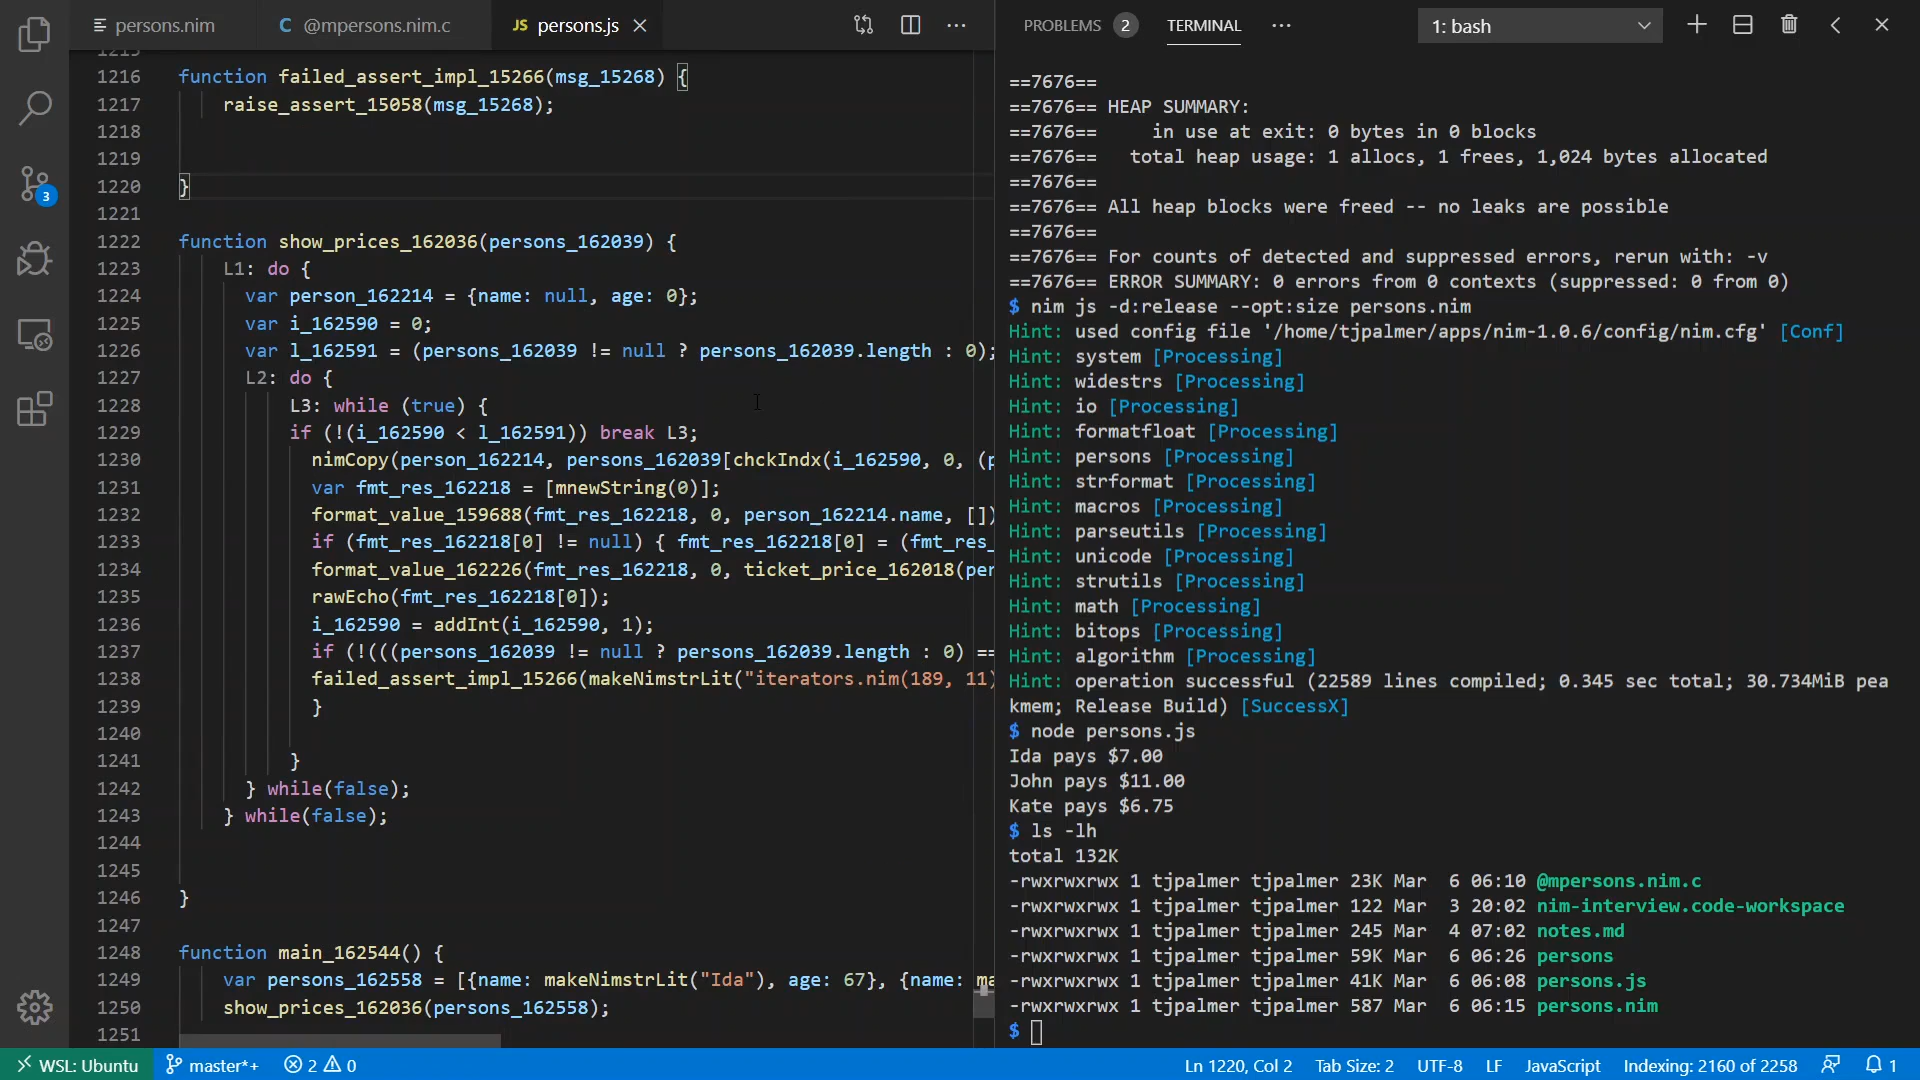 persons.nim
C @mpersons.nim.c
JS persons.js
1215
1216 function failed_assert_impl_15266(msg_15268) {
1217 raise_assert_15058(msg_15268);
1218
1219
1220 }
1221
1222 function show_prices_162036(persons_162039) {
1223 L1: do {
1224 var person_162214 = {name: null, age: 0};
1225 var i_162590 = 0;
1226 var l_162591 = (persons_162039 != null ? persons_162039.length : 0);
1227 L2: do {
1228 L3: while (true) {
1229 if (!(i_162590 < l_162591)) break L3;
1230 nimCopy(person_162214, persons_162039[chckIndx(i_162590, 0, (p
1231 var fmt_res_162218 = [mnewString(0)];
1232 format_value_159688(fmt_res_162218, 0, person_162214.name, [])
1233 if (fmt_res_162218[0] != null) { fmt_res_162218[0] = (fmt_res_
1234 format_value_162226(fmt_res_162218, 0, ticket_price_162018(per
1235 rawEcho(fmt_res_162218[0]);
1236 i_162590 = addInt(i_162590, 1);
1237 if (!(((persons_162039 != null ? persons_162039.length : 0) ==
1238 failed_assert_impl_15266(makeNimstrLit("iterators.nim(189, 11)
1239 }
1240
1241 }
1242 } while(false);
1243 } while(false);
1244
1245
1246 }
1247
1248 function main_162544() {
1249 var persons_162558 = [{name: makeNimstrLit("Ida"), age: 67}, {name: ma
1250 show_prices_162036(persons_162558);
1251
PROBLEMS 2 TERMINAL 1: bash
==7676==
==7676== HEAP SUMMARY:
==7676== in use at exit: 0 bytes in 0 blocks
==7676== total heap usage: 1 allocs, 1 frees, 1,024 bytes allocated
==7676==
==7676== All heap blocks were freed -- no leaks are possible
==7676==
==7676== For counts of detected and suppressed errors, rerun with: -v
==7676== ERROR SUMMARY: 0 errors from 0 contexts (suppressed: 0 from 0)
$ nim js -d:release --opt:size persons.nim
Hint: used config file '/home/tjpalmer/apps/nim-1.0.6/config/nim.cfg' [Conf]
Hint: system [Processing]
Hint: widestrs [Processing]
Hint: io [Processing]
Hint: formatfloat [Processing]
Hint: persons [Processing]
Hint: strformat [Processing]
Hint: macros [Processing]
Hint: parseutils [Processing]
Hint: unicode [Processing]
Hint: strutils [Processing]
Hint: math [Processing]
Hint: bitops [Processing]
Hint: algorithm [Processing]
Hint: operation successful (22589 lines compiled; 0.345 sec total; 30.734MiB pea
kmem; Release Build) [SuccessX]
$ node persons.js
Ida pays $7.00
John pays $11.00
Kate pays $6.75
$ ls -lh
total 132K
-rwxrwxrwx 1 tjpalmer tjpalmer 23K Mar 6 06:10 @mpersons.nim.c
-rwxrwxrwx 1 tjpalmer tjpalmer 122 Mar 3 20:02 nim-interview.code-workspace
-rwxrwxrwx 1 tjpalmer tjpalmer 245 Mar 4 07:02 notes.md
-rwxrwxrwx 1 tjpalmer tjpalmer 59K Mar 6 06:26 persons
-rwxrwxrwx 1 tjpalmer tjpalmer 41K Mar 6 06:08 persons.js
-rwxrwxrwx 1 tjpalmer tjpalmer 587 Mar 6 06:15 persons.nim
$
3
WSL: Ubuntu master*+ 2 0 Ln 1220, Col 2 Tab Size: 2 UTF-8 LF JavaScript Indexing: 2160 of 2258 1